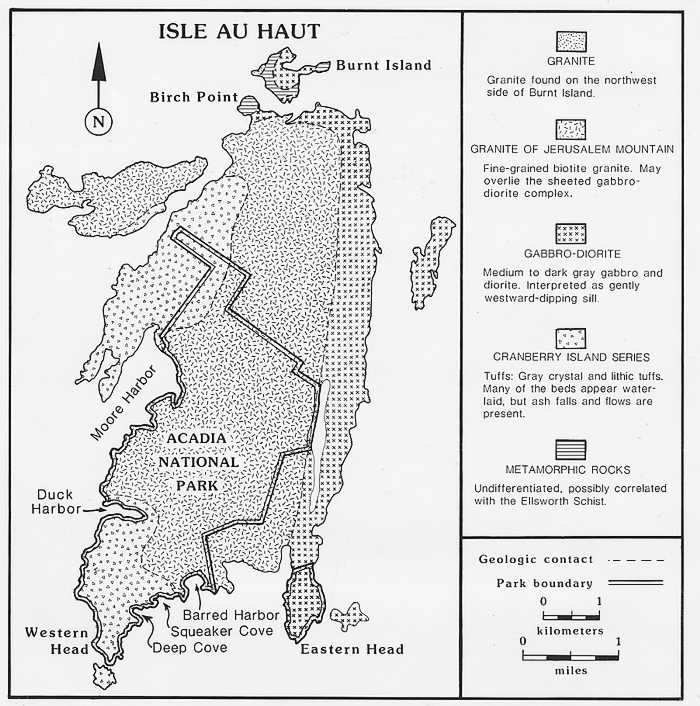 ISLE AU HAUT
Burnt Island
Birch Point
N
Moore Harbor
ACADIA
NATIONAL
PARK
Duck
Harbor
Barred Harbor
Squeaker Cove
Deep Cove
Western
Head
Eastern Head
GRANITE
Granite found on the northwest
side of Burnt Island.
GRANITE OF JERUSALEM MOUNTAIN
Fine-grained biotite granite. May
overlie the sheeted gabbro-
diorite complex.
GABBRO-DIORITE
Medium to dark gray gabbro and
diorite. Interpreted as gently
westward-dipping sill.
CRANBERRY ISLAND SERIES
Tuffs: Gray crystal and lithic tuffs.
Many of the beds appear water-
laid, but ash falls and flows are
present.
METAMORPHIC ROCKS
Undifferentiated, possibly correlated
with the Ellsworth Schist.
Geologic contact
Park boundary
0 1
kilometers
0 1
miles